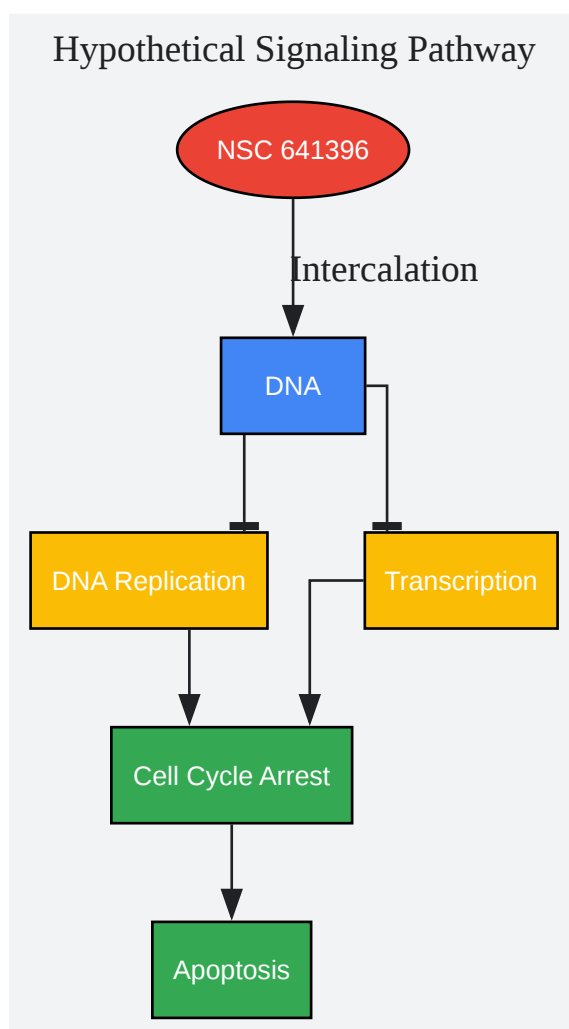 Hypothetical Signaling Pathway
NSC 641396
Intercalation
DNA
DNA Replication
Transcription
Cell Cycle Arrest
Apoptosis